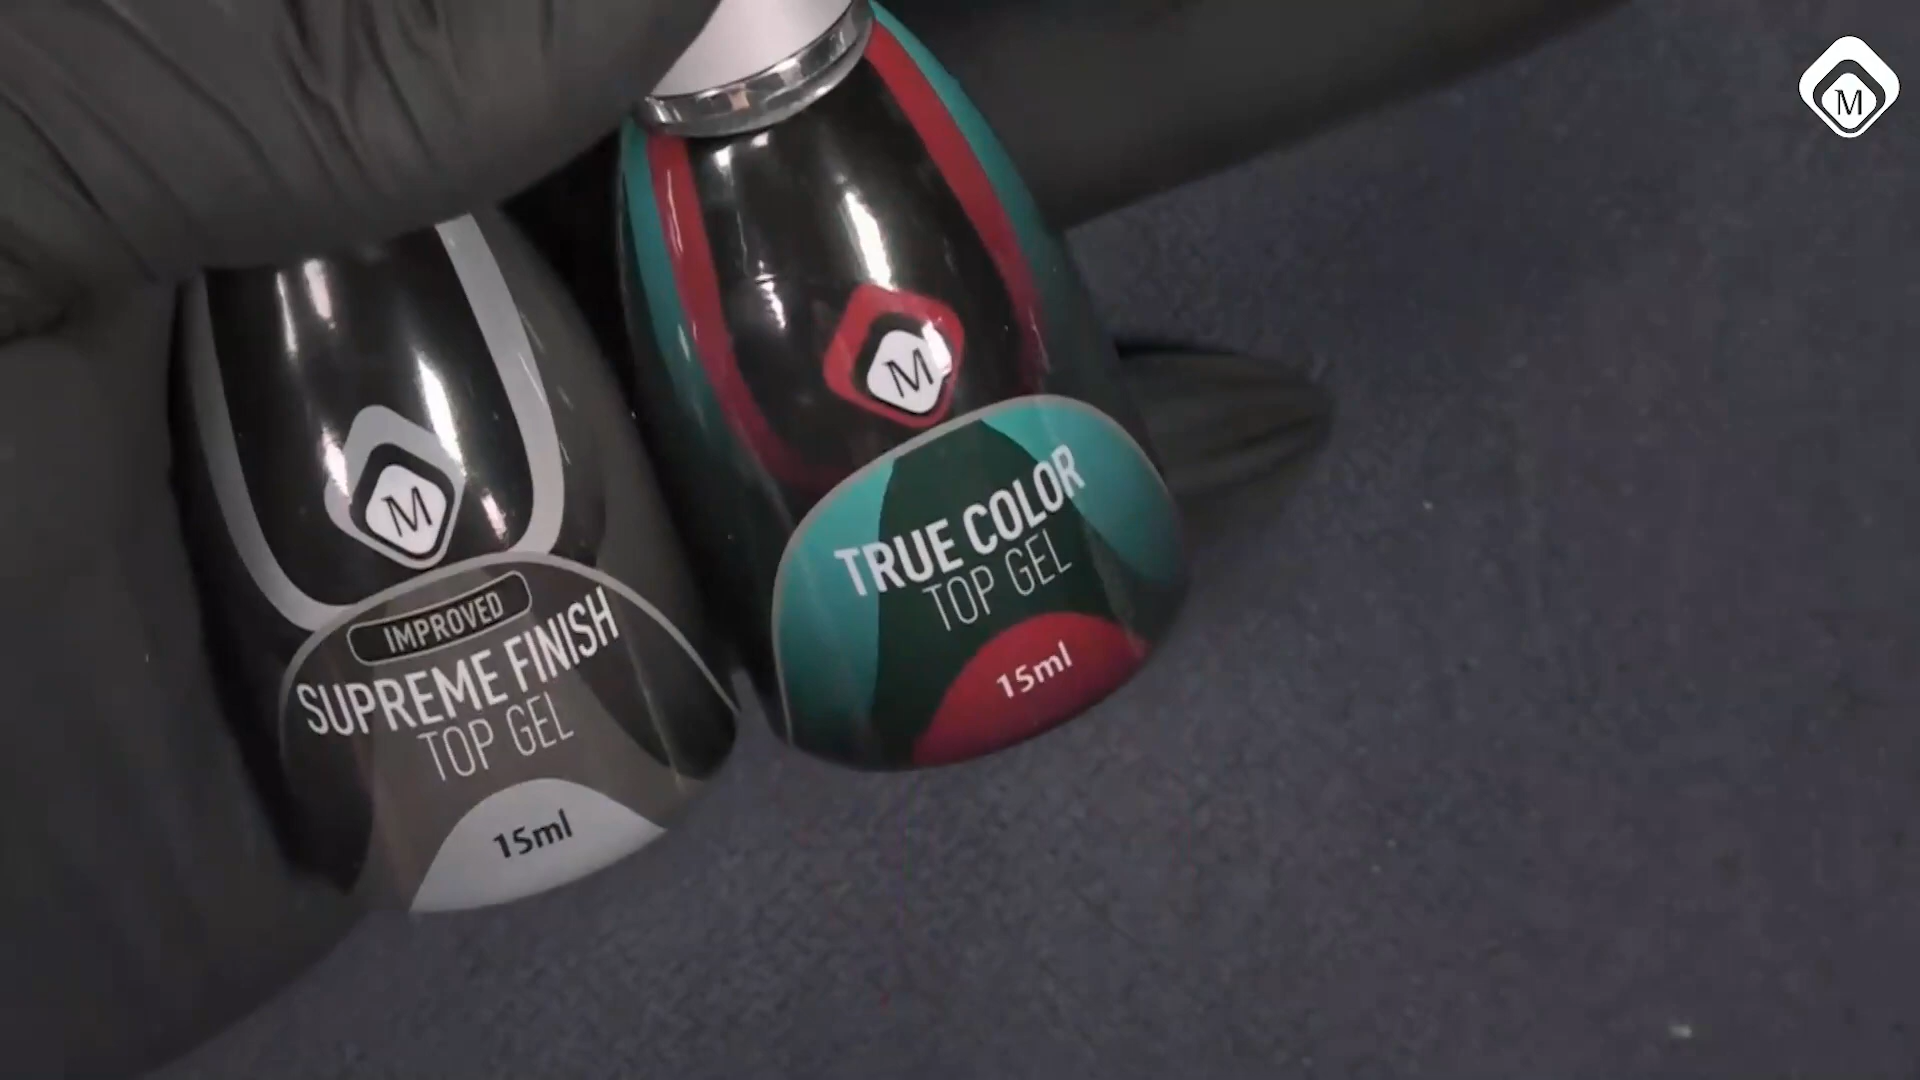 M
IMPROVED
SUPREME FINISH
TOP GEL
15ml
M
TRUE COLOR
TOP GEL
15ml
M